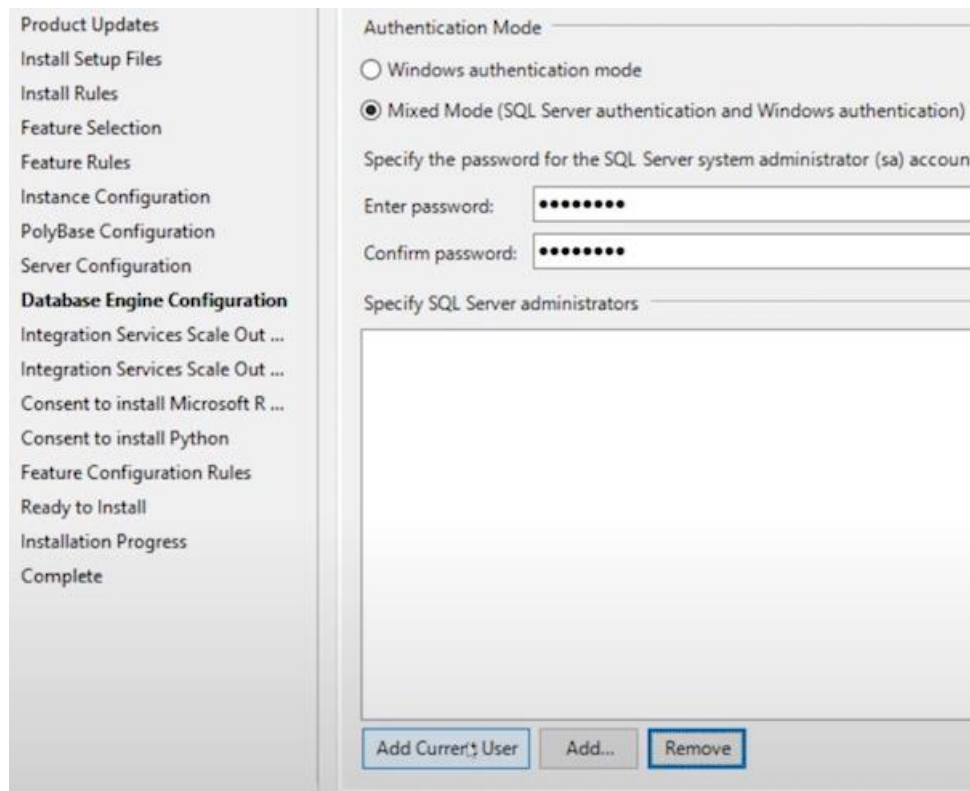 Product Updates
Install Setup Files
Install Rules
Feature Selection
Feature Rules
Instance Configuration
PolyBase Configuration
Server Configuration
Database Engine Configuration
Integration Services Scale Out ...
Integration Services Scale Out ...
Consent to install Microsoft R ...
Consent to install Python
Feature Configuration Rules
Ready to Install
Installation Progress
Complete
Authentication Mode
Windows authentication mode
Mixed Mode (SQL Server authentication and Windows authentication)
Specify the password for the SQL Server system administrator (sa) accoun
Enter password: ●●●●●●●●
Confirm password: ●●●●●●●●
Specify SQL Server administrators
Add Current User Add... Remove